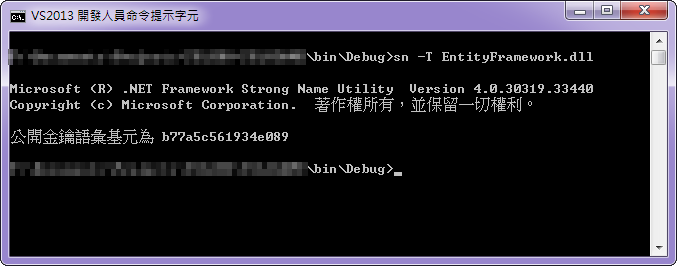 VS2013 開發人員命令提示字元
\bin\Debug>sn -T EntityFramework.dll
Microsoft (R) .NET Framework Strong Name Utility  Version 4.0.30319.33440
Copyright (c) Microsoft Corporation.  著作權所有，並保留一切權利。
公開金鑰語彙基元為 b77a5c561934e089
\bin\Debug>_